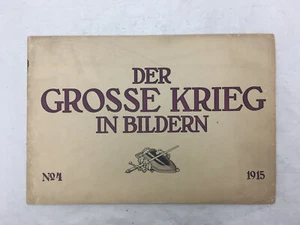 DER
GROSSE KRIEG
IN BILDERN
No 4 1915